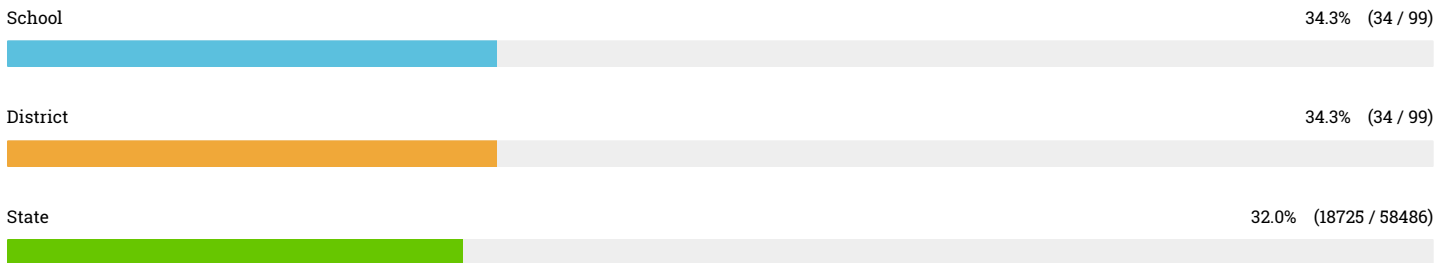 School 34.3% (34 / 99)
District 34.3% (34 / 99)
State 32.0% (18725 / 58486)